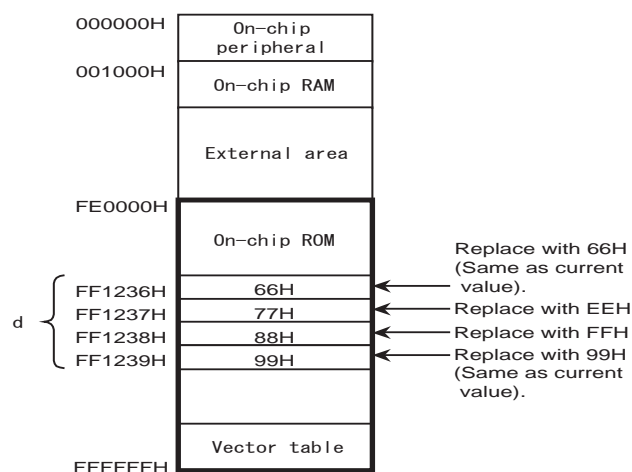 000000H
On-chip
peripheral
001000H
On-chip RAM
External area
FE0000H
On-chip ROM
Replace with 66H
(Same as current
value).
d
FF1236H
66H
FF1237H
77H
Replace with EEH
FF1238H
88H
Replace with FFH
FF1239H
99H
Replace with 99H
(Same as current
value).
Vector table
FFFFFFH